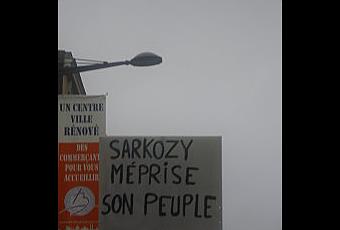 UN CENTRE
VILLE
RÉNOVÉ
DES
COMMERÇANTS
POUR VOUS
ACCUEILLIR
SARKOZY
MÉPRISE
SON PEUPLE